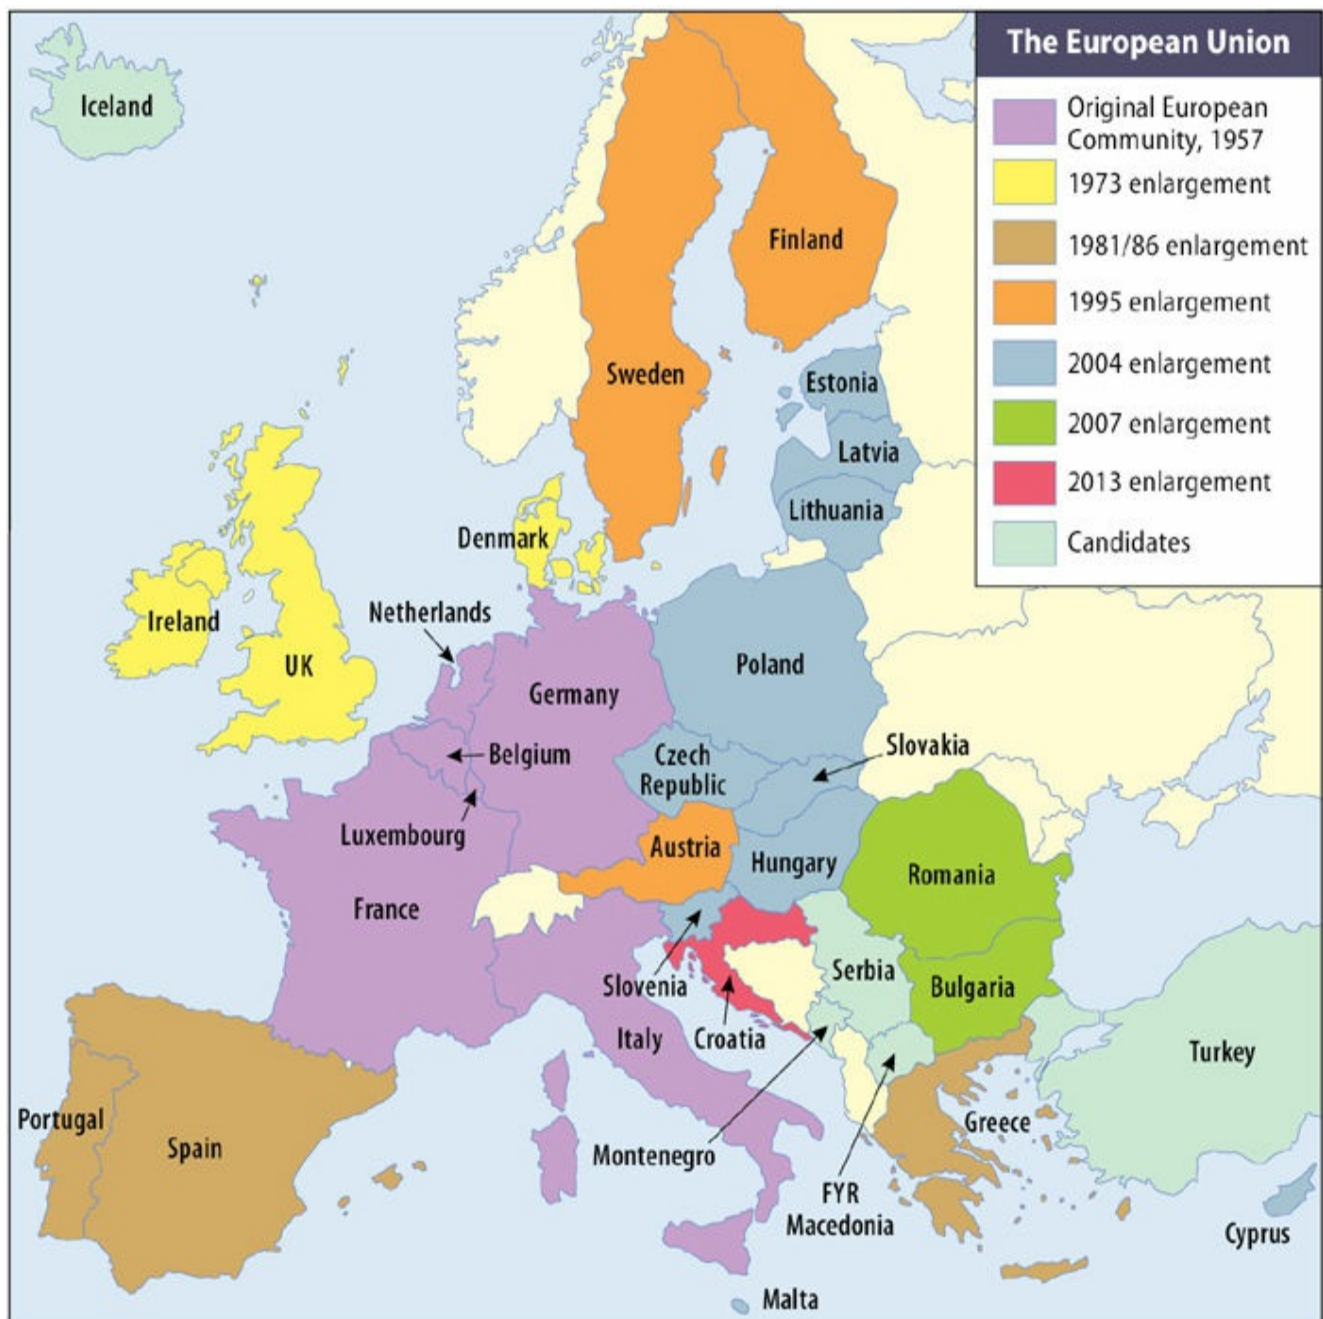 The European Union
Original European
Community, 1957
1973 enlargement
1981/86 enlargement
1995 enlargement
2004 enlargement
2007 enlargement
2013 enlargement
Candidates
Iceland
Finland
Sweden
Estonia
Latvia
Lithuania
Denmark
Netherlands
Ireland
UK
Poland
Germany
Slovakia
Belgium
Czech
Republic
Luxembourg
Austria
Hungary
Romania
France
Serbia
Slovenia
Bulgaria
Italy
Croatia
Turkey
Portugal
Spain
Greece
Montenegro
FYR
Macedonia
Cyprus
Malta